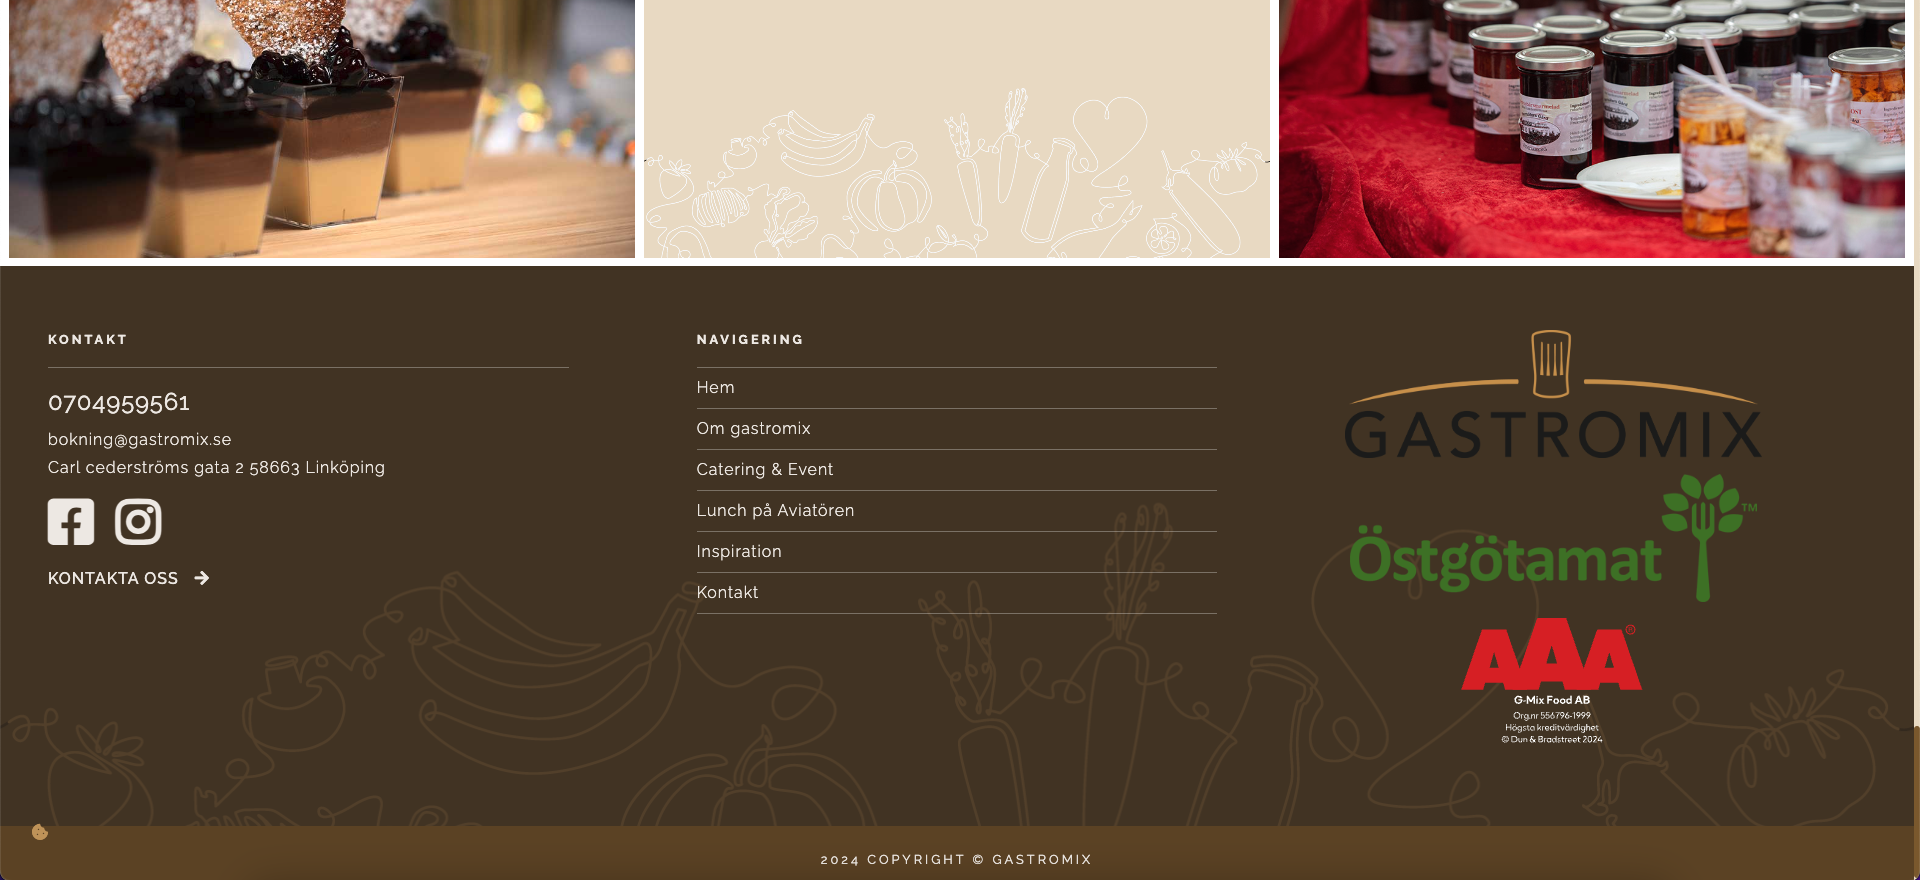 KONTAKT
0704959561
bokning@gastromix.se
Carl cederströms gata 2 58663 Linköping
KONTAKTA OSS
NAVIGERING
Hem
Om gastromix
Catering & Event
Lunch på Aviatören
Inspiration
Kontakt
GASTROMIX
Östgötamat TM
AAA ®
G-Mix Food AB
Org.nr 556796-1999
Högsta kreditvärdighet
© Dun & Bradstreet 2024
2024 COPYRIGHT © GASTROMIX